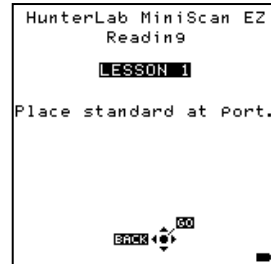 HunterLab MiniScan EZ
Reading
LESSON 1
Place standard at port.
GO
BACK